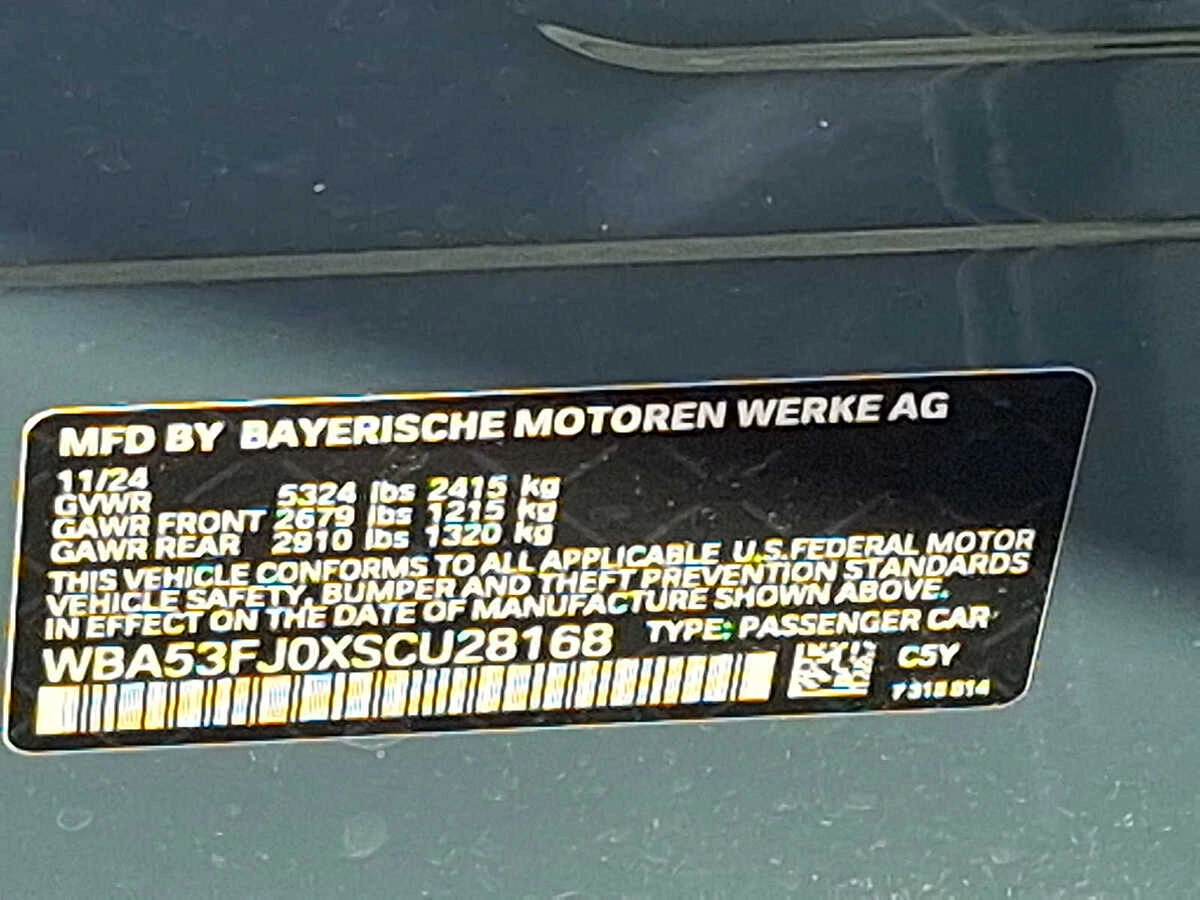 MFD BY BAYERISCHE MOTOREN WERKE AG
11/24
GVWR 5324 lbs 2415 kg
GAWR FRONT 2679 lbs 1215 kg
GAWR REAR 2910 lbs 1320 kg
THIS VEHICLE CONFORMS TO ALL APPLICABLE U.S.FEDERAL MOTOR
VEHICLE SAFETY, BUMPER AND THEFT PREVENTION STANDARDS
IN EFFECT ON THE DATE OF MANUFACTURE SHOWN ABOVE.
WBA53FJ0XSCU28168 TYPE: PASSENGER CAR
C5Y